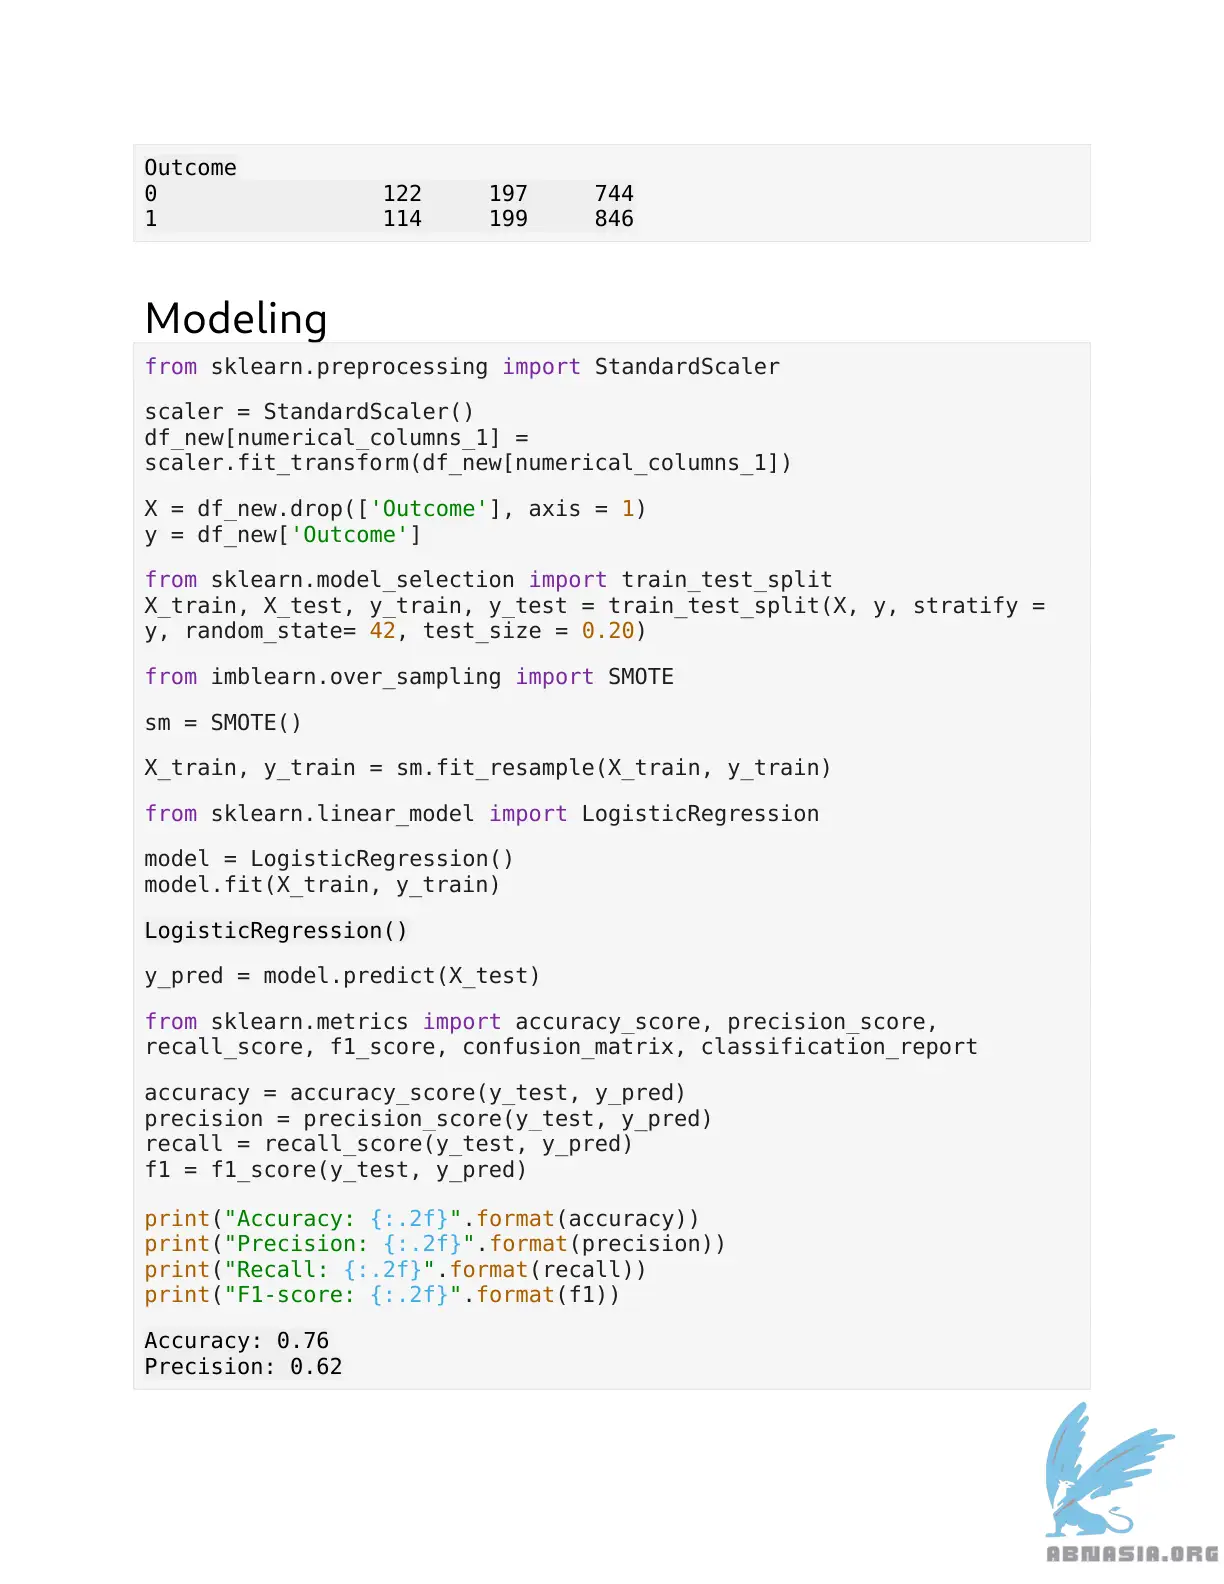 Outcome
0 122 197 744
1 114 199 846
Modeling
from sklearn.preprocessing import StandardScaler
scaler = StandardScaler()
df_new[numerical_columns_1] =
scaler.fit_transform(df_new[numerical_columns_1])
X = df_new.drop(['Outcome'], axis = 1)
y = df_new['Outcome']
from sklearn.model_selection import train_test_split
X_train, X_test, y_train, y_test = train_test_split(X, y, stratify =
y, random_state= 42, test_size = 0.20)
from imblearn.over_sampling import SMOTE
sm = SMOTE()
X_train, y_train = sm.fit_resample(X_train, y_train)
from sklearn.linear_model import LogisticRegression
model = LogisticRegression()
model.fit(X_train, y_train)
LogisticRegression()
y_pred = model.predict(X_test)
from sklearn.metrics import accuracy_score, precision_score,
recall_score, f1_score, confusion_matrix, classification_report
accuracy = accuracy_score(y_test, y_pred)
precision = precision_score(y_test, y_pred)
recall = recall_score(y_test, y_pred)
f1 = f1_score(y_test, y_pred)
print("Accuracy: {:.2f}".format(accuracy))
print("Precision: {:.2f}".format(precision))
print("Recall: {:.2f}".format(recall))
print("F1-score: {:.2f}".format(f1))
Accuracy: 0.76
Precision: 0.62
ABNASIA.ORG